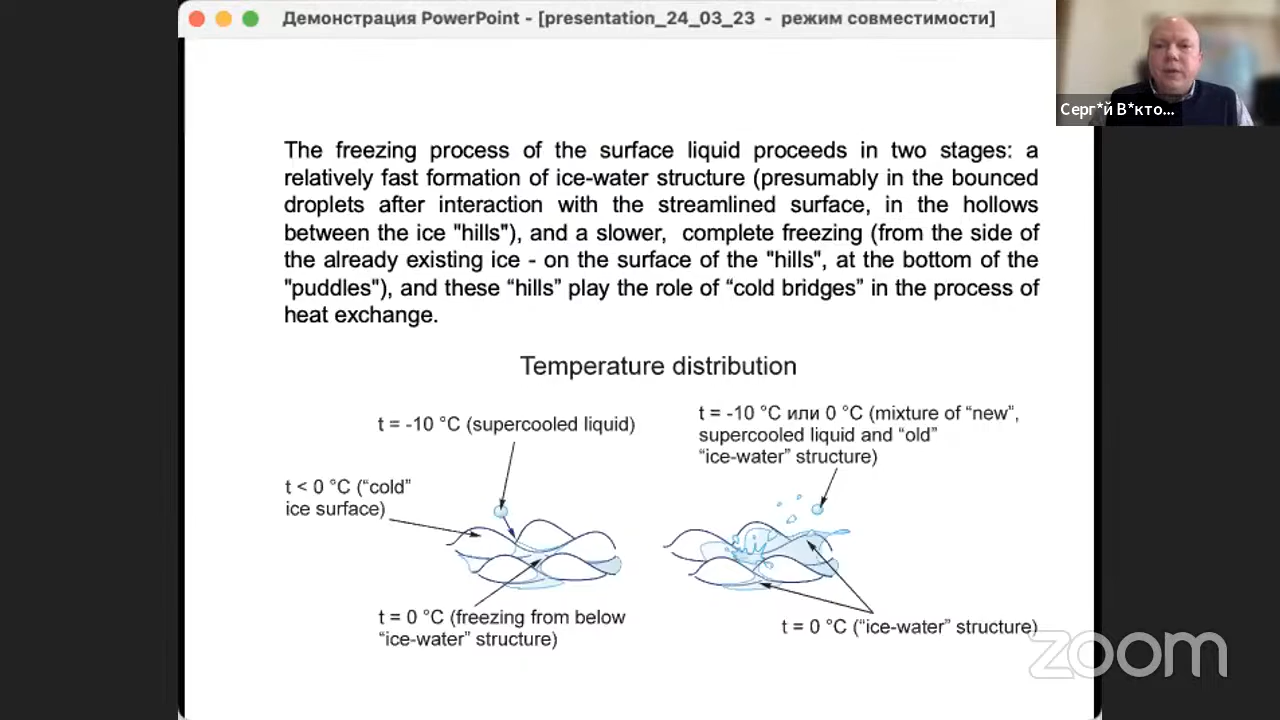 Демонстрация PowerPoint - [presentation_24_03_23 - режим совместимости]
Серг*й В*кто...
The freezing process of the surface liquid proceeds in two stages: a
relatively fast formation of ice-water structure (presumably in the bounced
droplets after interaction with the streamlined surface, in the hollows
between the ice "hills"), and a slower, complete freezing (from the side of
the already existing ice - on the surface of the "hills", at the bottom of the
"puddles"), and these “hills” play the role of “cold bridges” in the process of
heat exchange.
Temperature distribution
t = -10 °C (supercooled liquid)
t < 0 °C (“cold”
ice surface)
t = 0 °C (freezing from below
“ice-water” structure)
t = -10 °C или 0 °C (mixture of “new”,
supercooled liquid and “old”
“ice-water” structure)
t = 0 °C (“ice-water” structure)
zoom